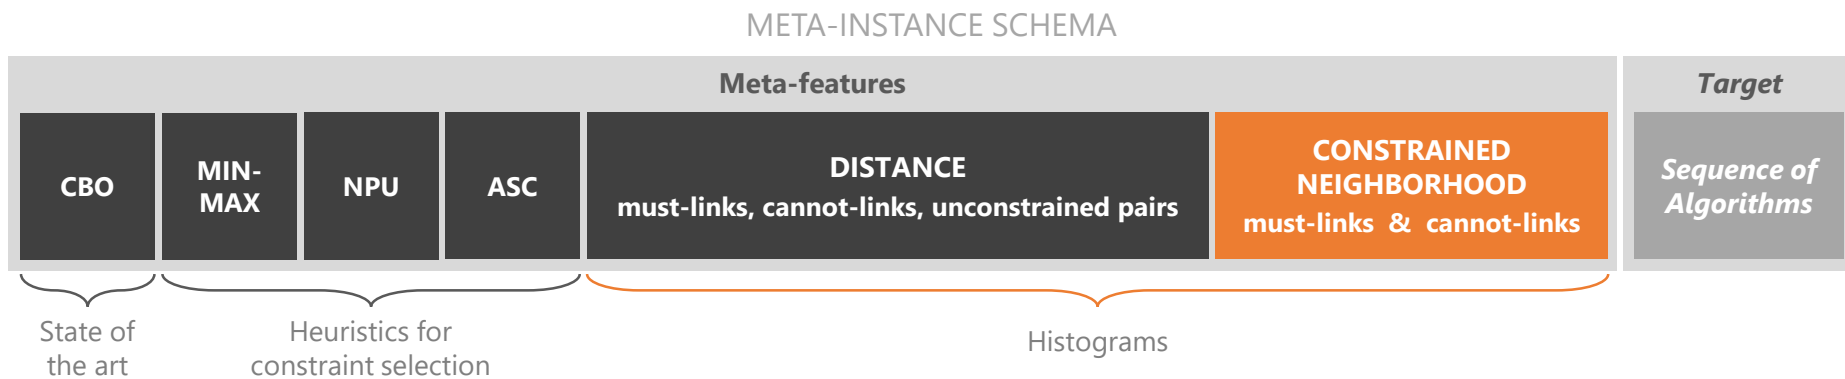 META-INSTANCE SCHEMA
Meta-features
Target
CBO
MIN-
MAX
NPU
ASC
DISTANCE
must-links, cannot-links, unconstrained pairs
CONSTRAINED
NEIGHBORHOOD
must-links & cannot-links
Sequence of
Algorithms
State of
the art
Heuristics for
constraint selection
Histograms